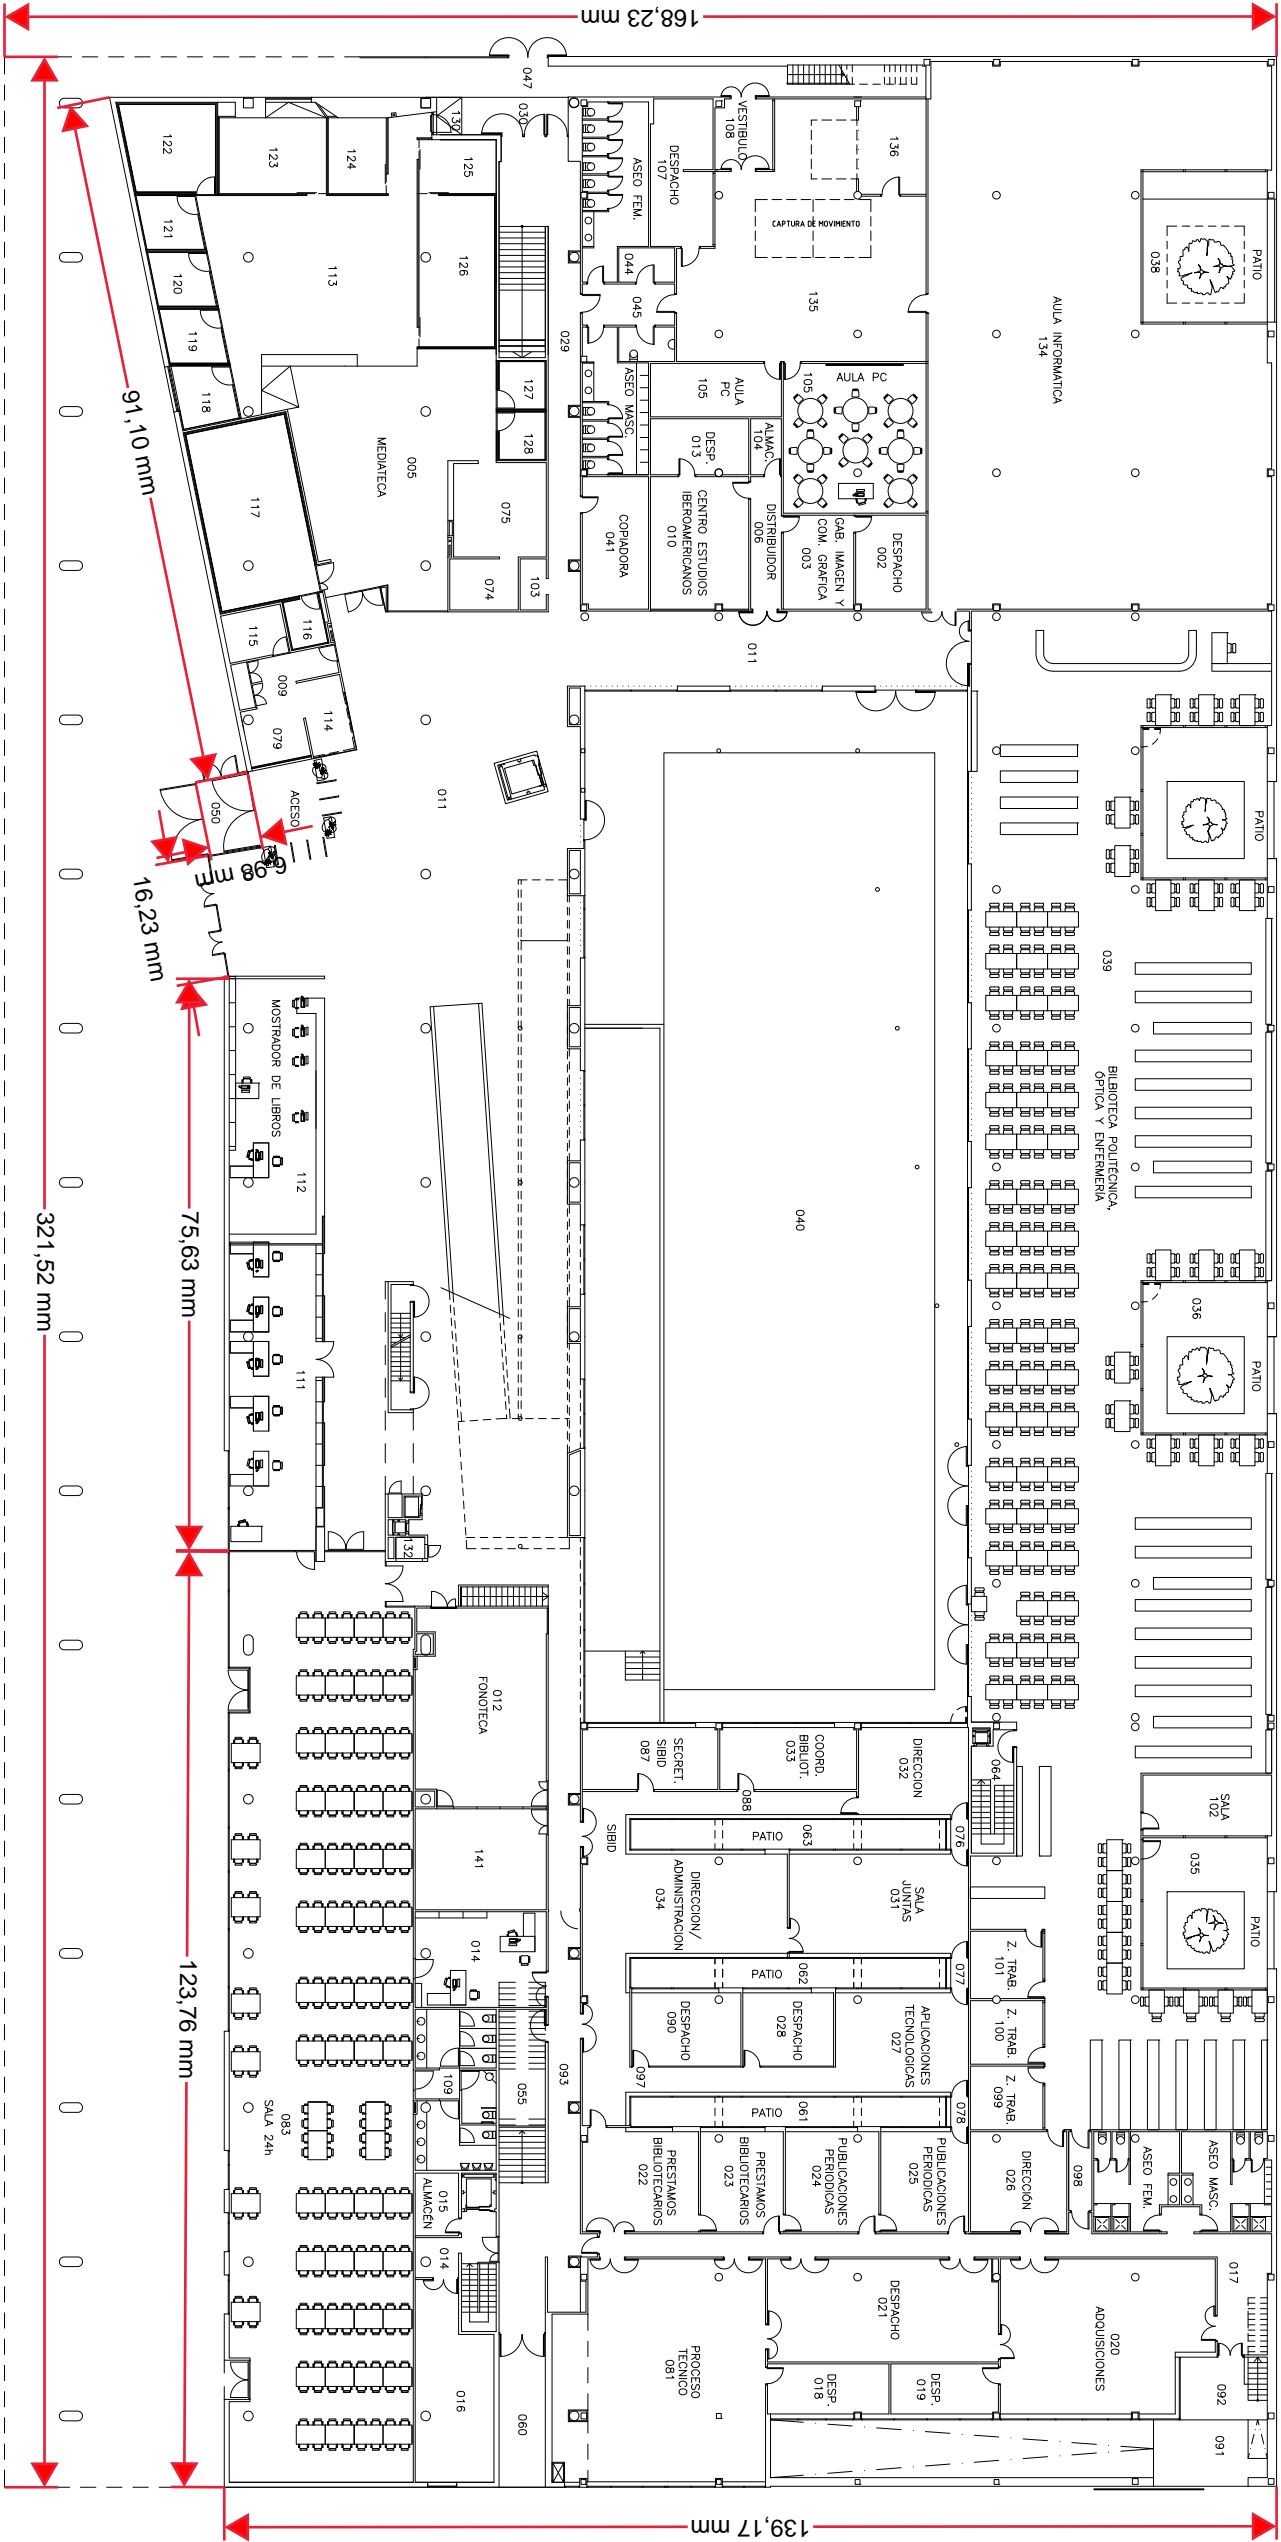 168,23 mm
047
030
130
122
123
124
125
121
120
119
118
113
126
029
127
128
91,10 mm
117
005
MEDIATECA
075
074
103
115
116
009
079
114
050
ACESO
6,98 mm
16,23 mm
011
011
ASEO FEM.
DESPACHO
107
VESTIBULO
108
136
CAPTURA DE MOVIMIENTO
044
045
135
ASEO MASC.
AULA
PC
105
AULA PC
105
DESP.
013
ALMAC.
104
COPIADORA
041
CENTRO ESTUDIOS
IBEROAMERICANOS
010
DISTRIBUIDOR
006
GAB. IMAGEN Y
COM. GRAFICA
003
DESPACHO
002
AULA INFORMATICA
134
PATIO
038
PATIO
039
BILBIOTECA POLITÉCNICA,
ÓPTICA Y ENFERMERÍA
036
PATIO
040
MOSTRADOR DE LIBROS
112
75,63 mm
321,52 mm
111
132
012
FONOTECA
141
014
109
055
093
083
SALA 24h
015
ALMACÉN
014
016
060
123,76 mm
SECRET.
SIBID
087
COORD.
BIBLIOT.
033
DIRECCION
032
064
088
SIBID
063
PATIO
076
DIRECCION/
ADMINISTRACION
034
SALA
JUNTAS
031
062
PATIO
077
DESPACHO
090
DESPACHO
028
APLICACIONES
TECNOLOGICAS
027
097
061
PATIO
078
SALA
102
035
PATIO
Z. TRAB.
101
Z. TRAB.
100
Z. TRAB.
099
PRESTAMOS
BIBLIOTECARIOS
022
PRESTAMOS
BIBLIOTECARIOS
023
PUBLICACIONES
PERIODICAS
024
PUBLICACIONES
PERIODICAS
025
DIRECCIÓN
026
098
ASEO FEM.
ASEO MASC.
017
PROCESO
TECNICO
081
DESPACHO
021
020
ADQUISICIONES
DESP.
018
DESP.
019
092
091
139,17 mm